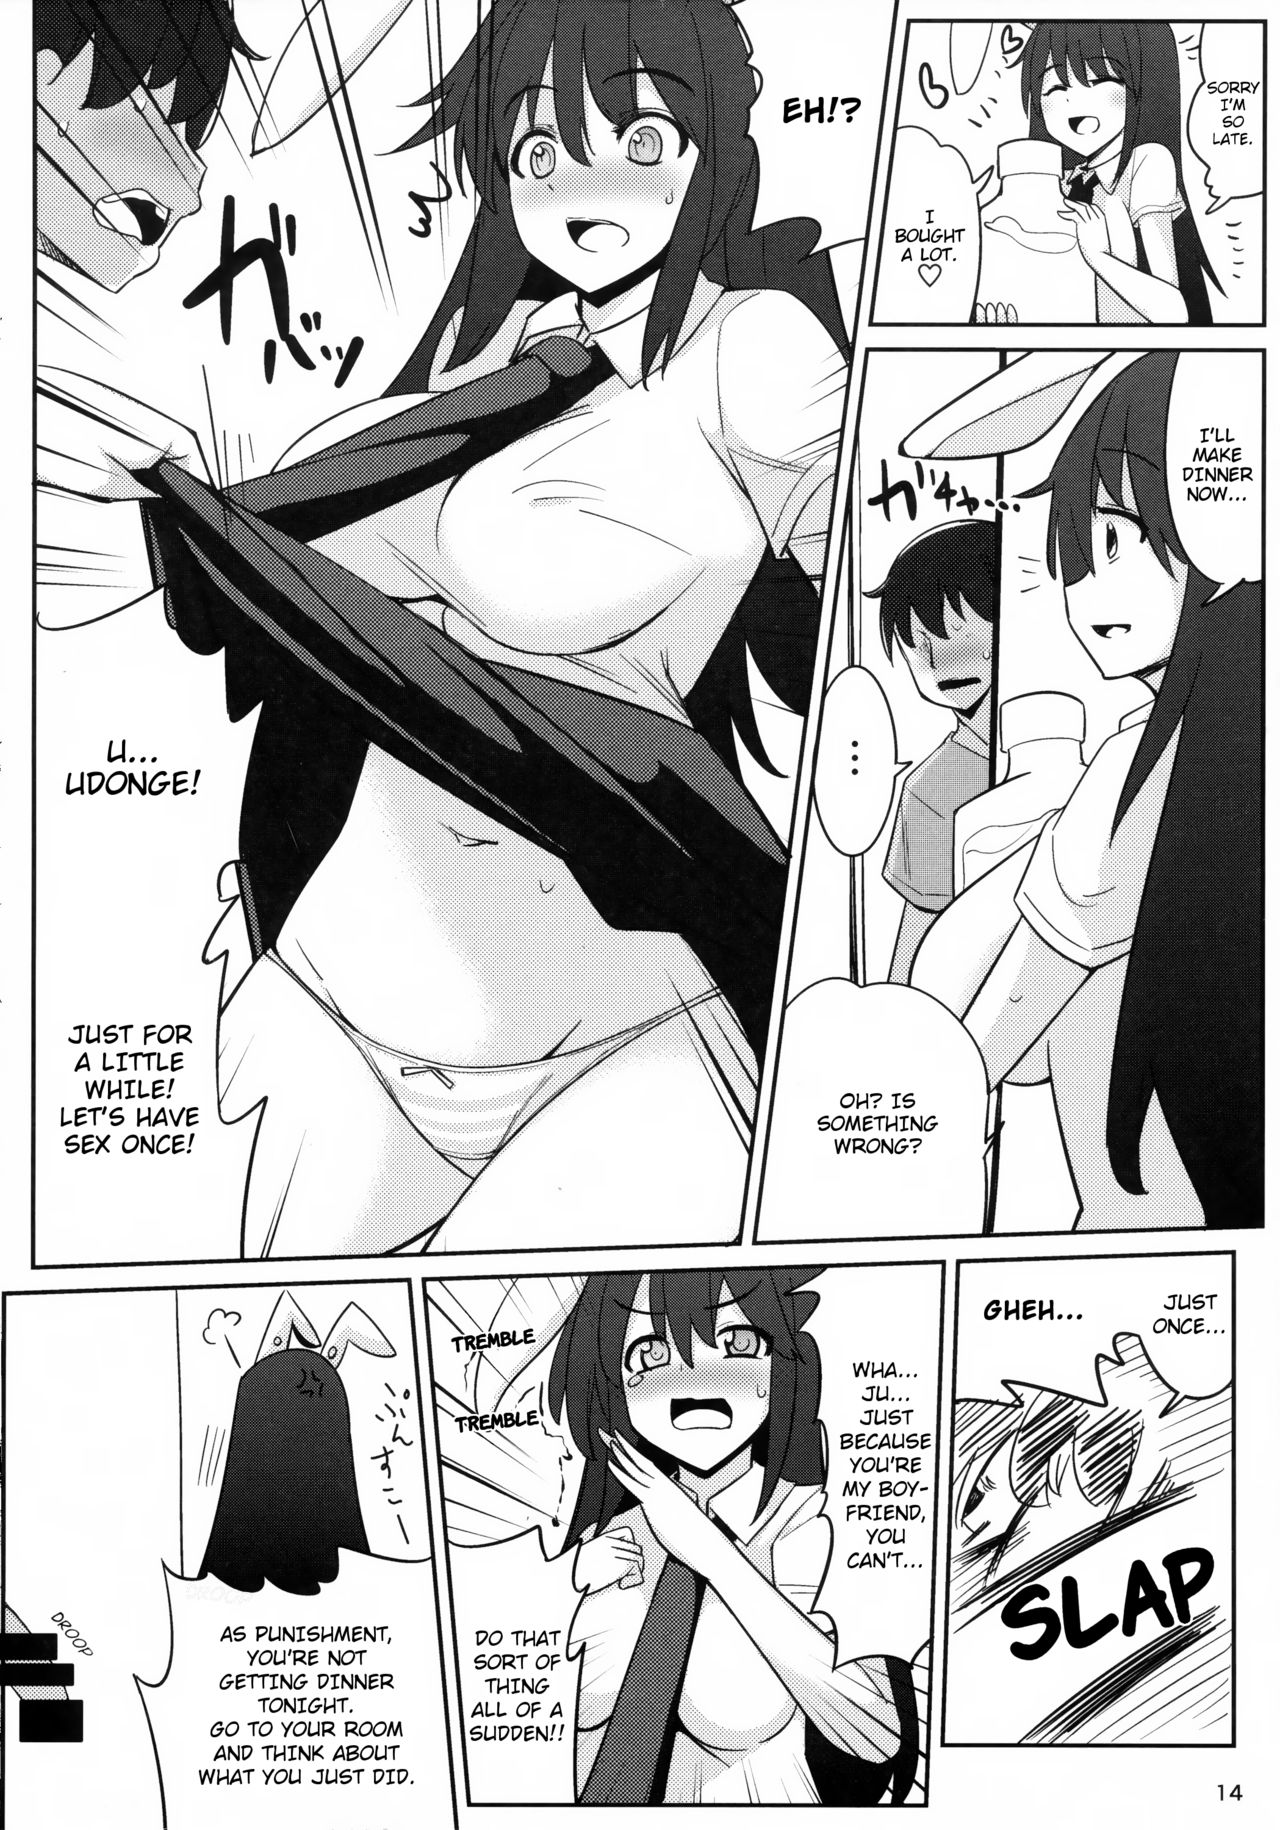 SORRY
I'M
SO
LATE.
I
BOUGHT
A LOT.
♡
I'LL
MAKE
DINNER
NOW...
ガチャ...
...
OH? IS
SOMETHING
WRONG?
EH!?
ガバッ
U...
UDONGE!
JUST FOR
A LITTLE
WHILE!
LET'S HAVE
SEX ONCE!
JUST
ONCE...
GHEH...
SLAP
WHA...
JU...
JUST
BECAUSE
YOU'RE
MY BOY-
FRIEND,
YOU
CAN'T...
TREMBLE
TREMBLE
DO THAT
SORT OF
THING
ALL OF A
SUDDEN!!
ぷんすこー
AS PUNISHMENT,
YOU'RE NOT
GETTING DINNER
TONIGHT.
GO TO YOUR ROOM
AND THINK ABOUT
WHAT YOU JUST DID.
DROOP
DROOP
14